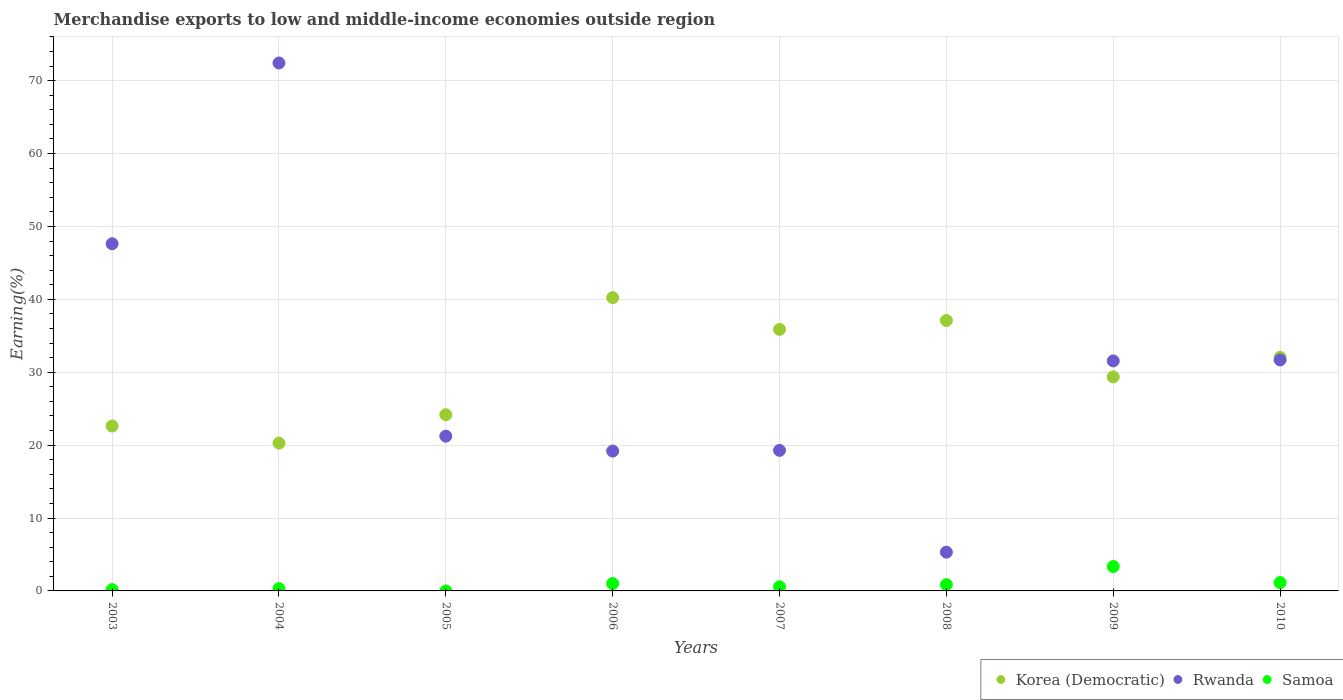 Merchandise exports to low and middle-income economies outside region
Earning(%)
70
60
50
40
30
20
10
0
2003 2004 2005 2006 2007 2008 2009 2010
Years
Korea (Democratic) Rwanda Samoa